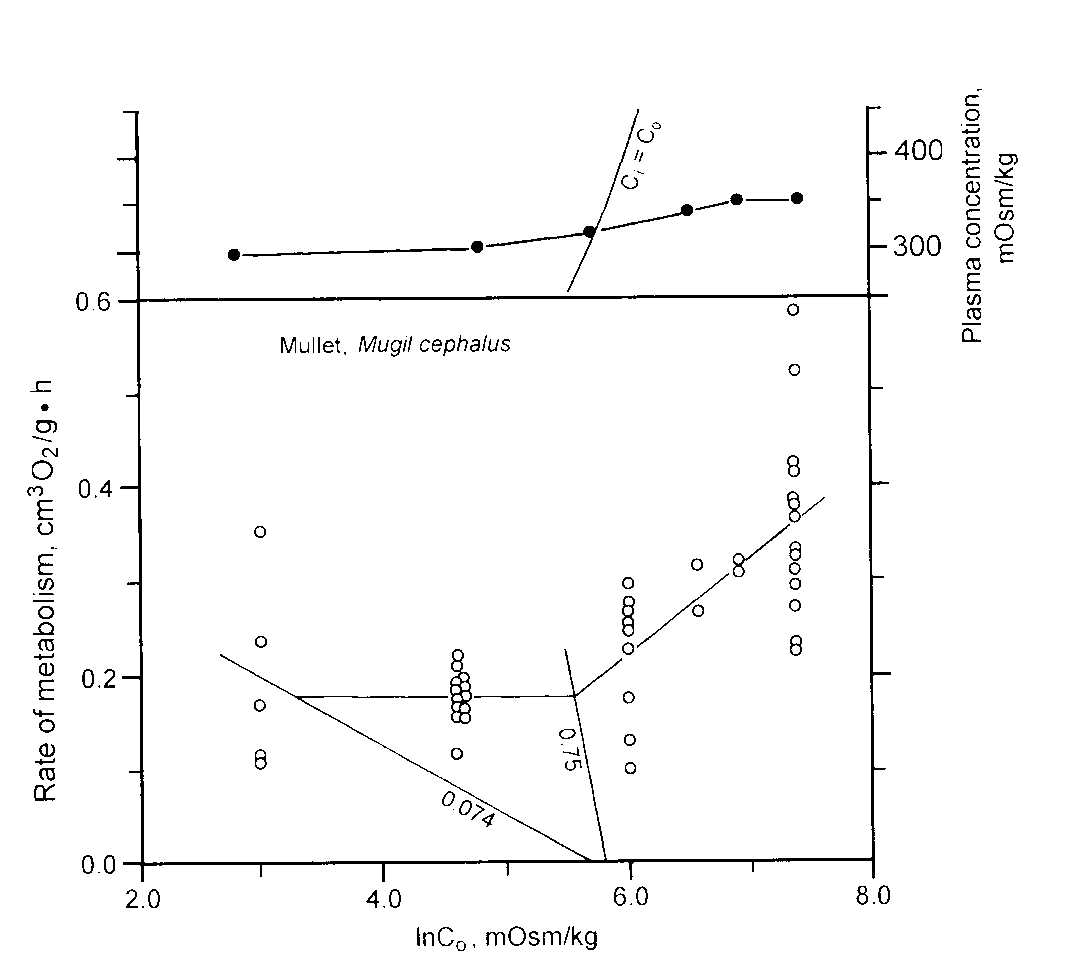 400
300
Plasma concentration,
mOsm/kg
Cᵢ = Cₒ
Mullet, Mugil cephalus
Rate of metabolism, cm³O₂/g•h
0.6
0.4
0.2
0.0
0.75
0.074
2.0 4.0 6.0 8.0
lnCₒ, mOsm/kg